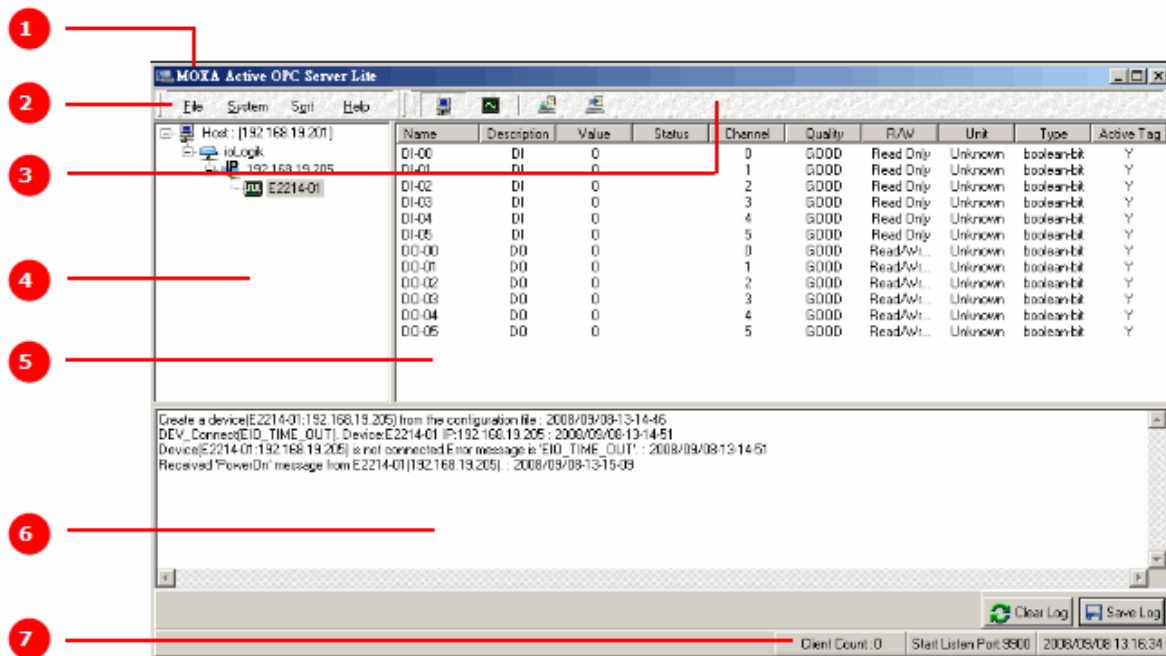 1
MOXA Active OPC Server Lite
2
File System Sort Help
Host : [192.168.19.201]
ioLogik
192.168.19.205
E2214-01
Name Description Value Status Channel Quality R/W Unit Type Active Tag
DI-00 DI 0 0 GOOD Read Only Unknown boolean-bit Y
DI-01 DI 0 1 GOOD Read Only Unknown boolean-bit Y
DI-02 DI 0 2 GOOD Read Only Unknown boolean-bit Y
DI-03 DI 0 3 GOOD Read Only Unknown boolean-bit Y
DI-04 DI 0 4 GOOD Read Only Unknown boolean-bit Y
DI-05 DI 0 5 GOOD Read Only Unknown boolean-bit Y
DO-00 DO 0 0 GOOD Read/Wr... Unknown boolean-bit Y
DO-01 DO 0 1 GOOD Read/Wr... Unknown boolean-bit Y
DO-02 DO 0 2 GOOD Read/Wr... Unknown boolean-bit Y
DO-03 DO 0 3 GOOD Read/Wr... Unknown boolean-bit Y
DO-04 DO 0 4 GOOD Read/Wr... Unknown boolean-bit Y
DO-05 DO 0 5 GOOD Read/Wr... Unknown boolean-bit Y
3
4
5
Create a device(E2214-01:192.168.19.205) from the configuration file : 2008/09/08-13-14-46
DEV_Connect(EIO_TIME_OUT). Device:E2214-01 IP:192.168.19.205 : 2008/09/08-13-14-51
Device(E2214-01:192.168.19.205) is not connected.Error message is 'EIO_TIME_OUT'. : 2008/09/08-13-14-51
Received 'PowerOn' message from E2214-01(192.168.19.205). : 2008/09/08-13-15-09
6
Clear Log Save Log
7
Client Count :0 Start Listen Port:9900 2008/09/08 13:16:34